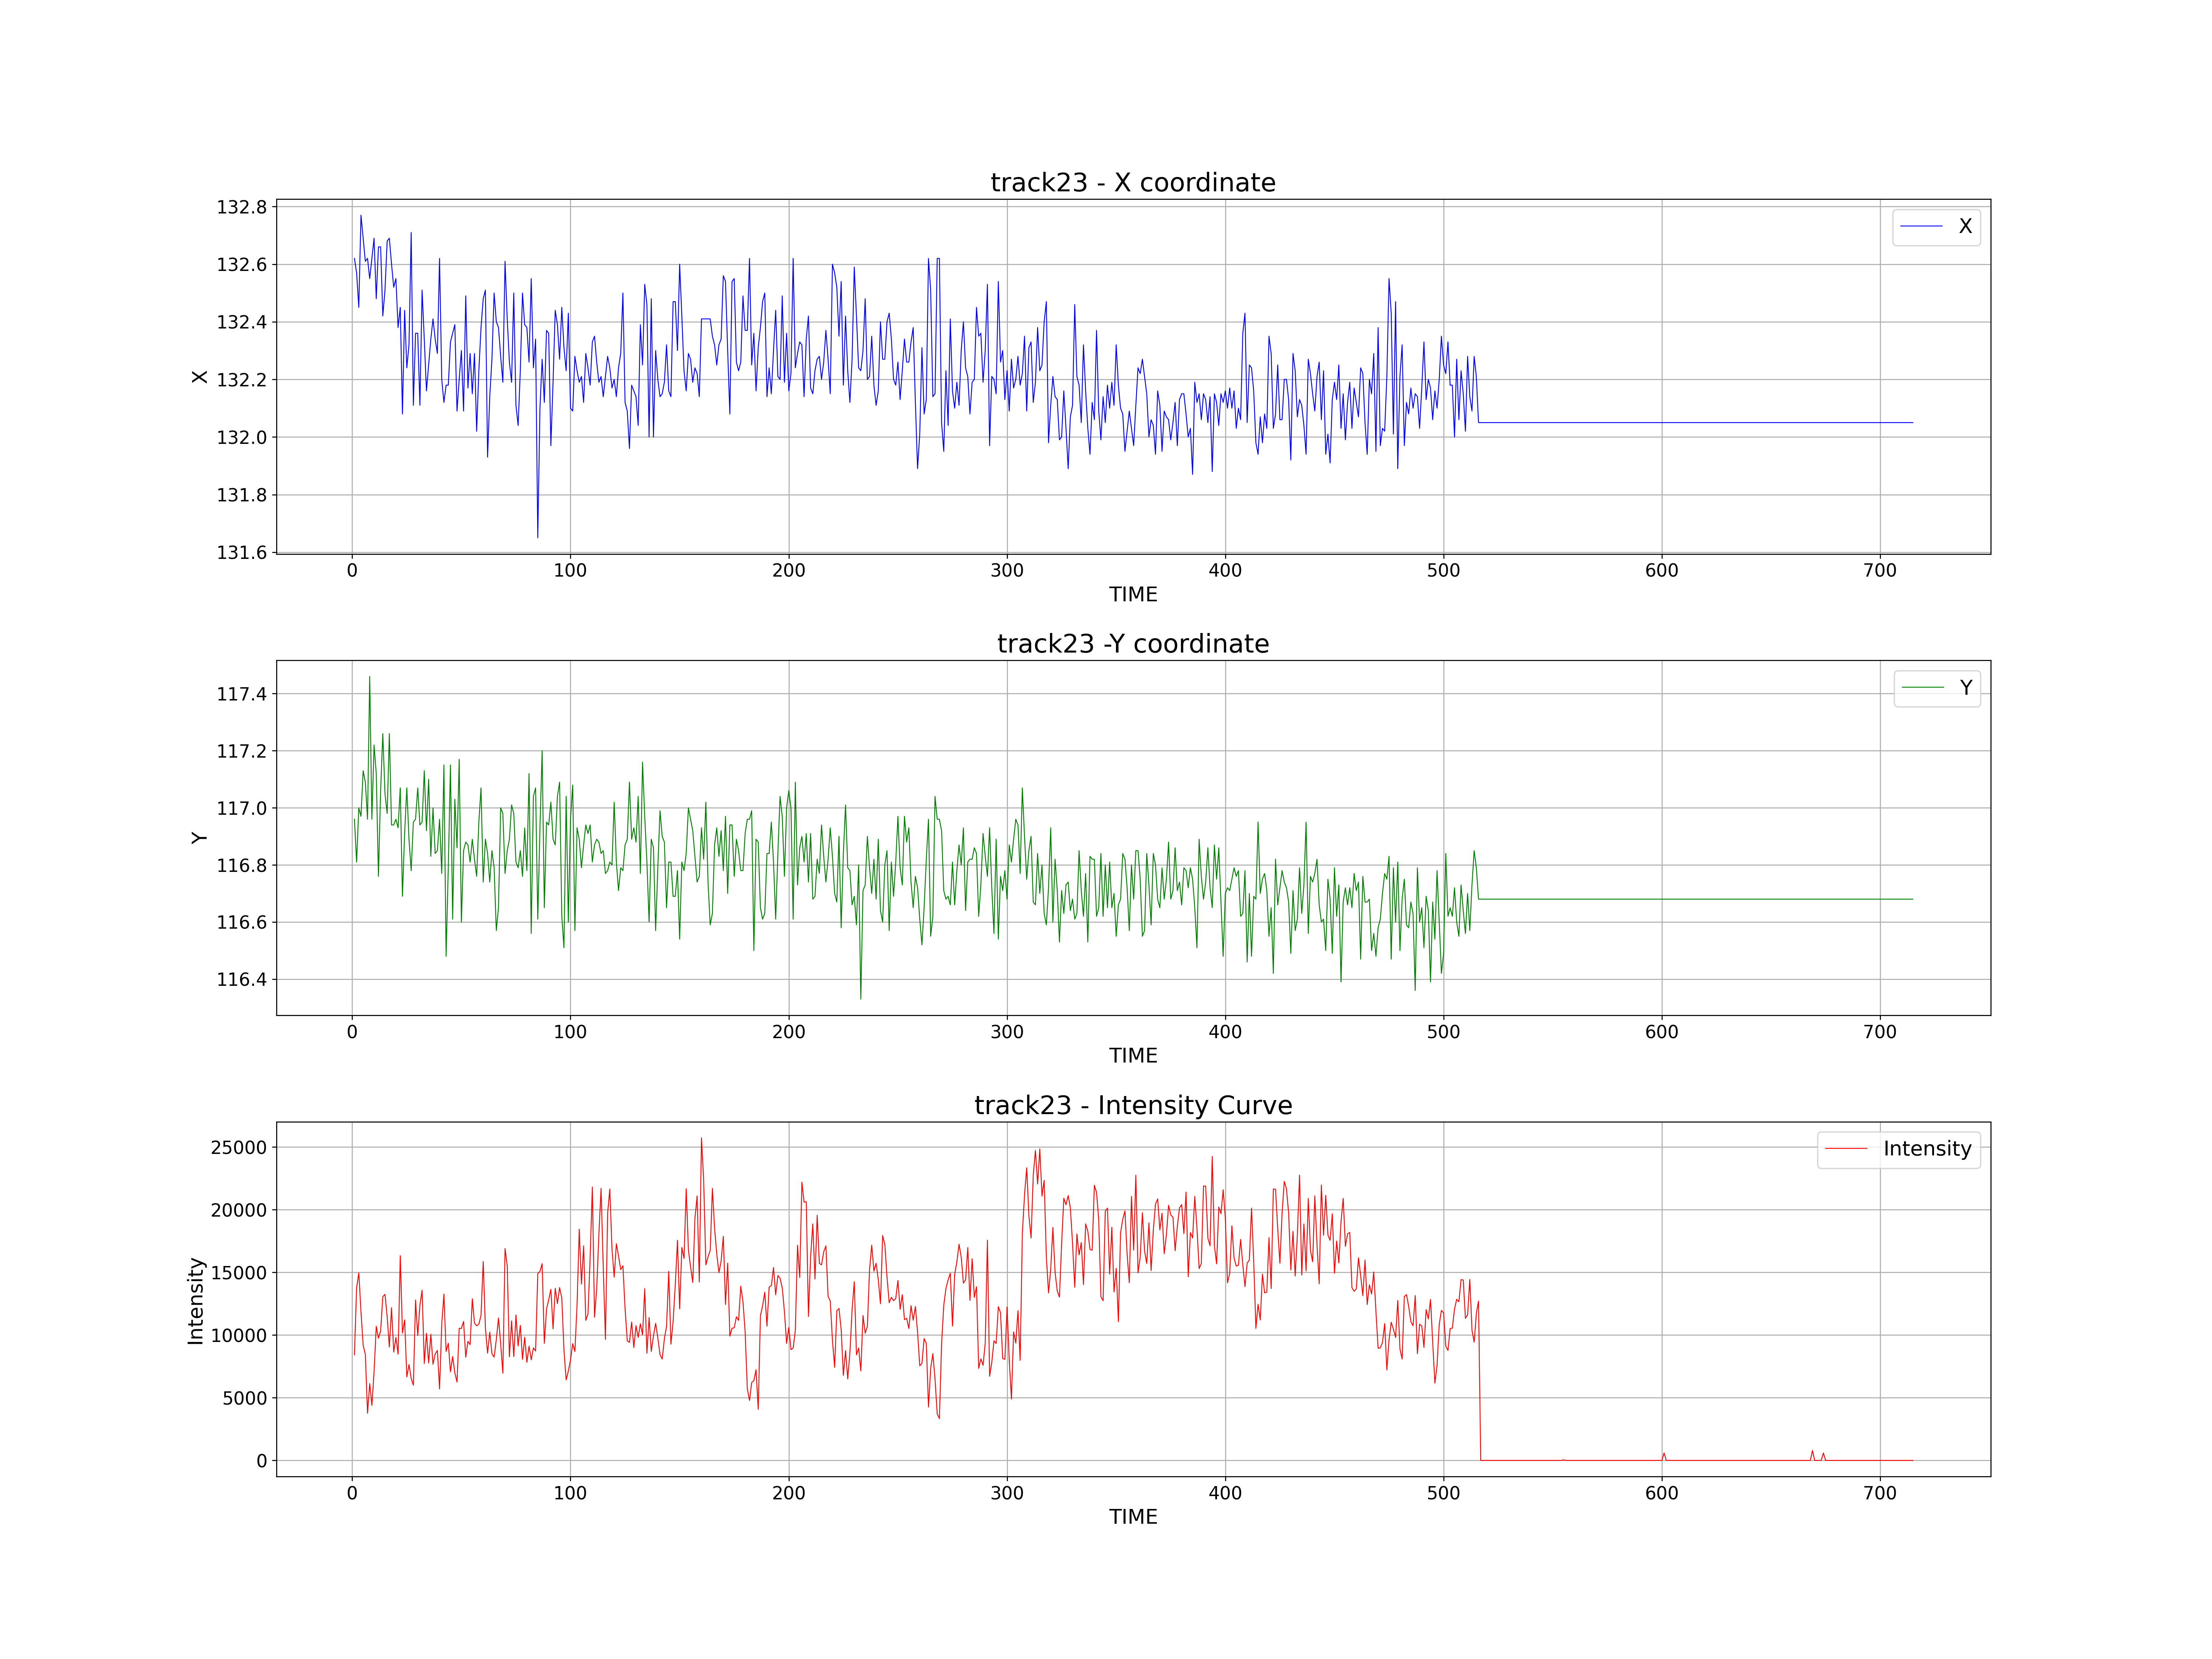 track23 - X coordinate
X
132.8
132.6
132.4
132.2
132.0
131.8
131.6
X
0 100 200 300 400 500 600 700
TIME
track23 -Y coordinate
Y
117.4
117.2
117.0
116.8
116.6
116.4
Y
0 100 200 300 400 500 600 700
TIME
track23 - Intensity Curve
Intensity
25000
20000
15000
10000
5000
0
Intensity
0 100 200 300 400 500 600 700
TIME